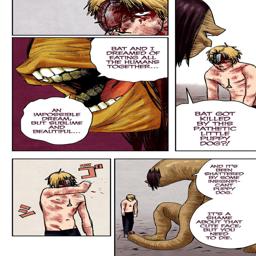 BAT AND I
DREAMED OF
EATING ALL
THE HUMANS
TOGETHER...
AN
IMPOSSIBLE
DREAM,
BUT SUBLIME
AND
BEAUTIFUL...
BAT GOT
KILLED
BY THIS
PATHETIC
LITTLE
PUPPY
DOG?!
AND IT'S
BEEN
SHATTERED
BY SOME
INSIGNIFI-
CANT
PUPPY
DOG.
IT'S A
SHAME
ABOUT THAT
CUTE FACE,
BUT YOU
NEED
TO DIE.